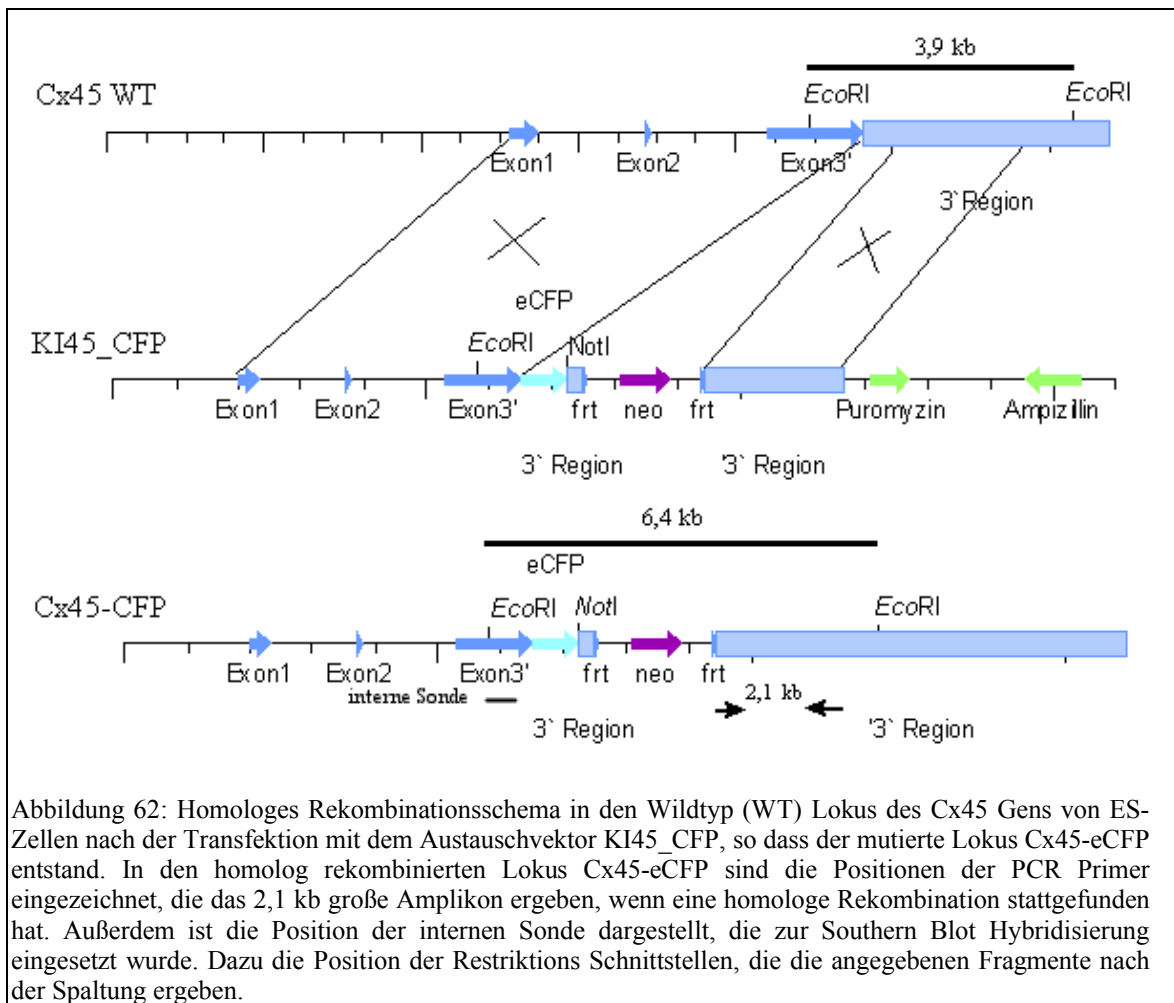 3,9 kb
Cx45 WT
EcoRI
EcoRI
Exon1
Exon2
Exon3'
3`Region
eCFP
KI45_CFP
EcoRI
NotI
Exon1
Exon2
Exon3'
frt
neo
frt
Puromyzin
Ampizillin
3` Region
'3` Region
6,4 kb
eCFP
Cx45-CFP
EcoRI
NotI
EcoRI
Exon1
Exon2
Exon3'
frt
neo
frt
interne Sonde
2,1 kb
3` Region
'3` Region
Abbildung 62: Homologes Rekombinationsschema in den Wildtyp (WT) Lokus des Cx45 Gens von ES-
Zellen nach der Transfektion mit dem Austauschvektor KI45_CFP, so dass der mutierte Lokus Cx45-eCFP
entstand. In den homolog rekombinierten Lokus Cx45-eCFP sind die Positionen der PCR Primer
eingezeichnet, die das 2,1 kb große Amplikon ergeben, wenn eine homologe Rekombination stattgefunden
hat. Außerdem ist die Position der internen Sonde dargestellt, die zur Southern Blot Hybridisierung
eingesetzt wurde. Dazu die Position der Restriktions Schnittstellen, die die angegebenen Fragmente nach
der Spaltung ergeben.